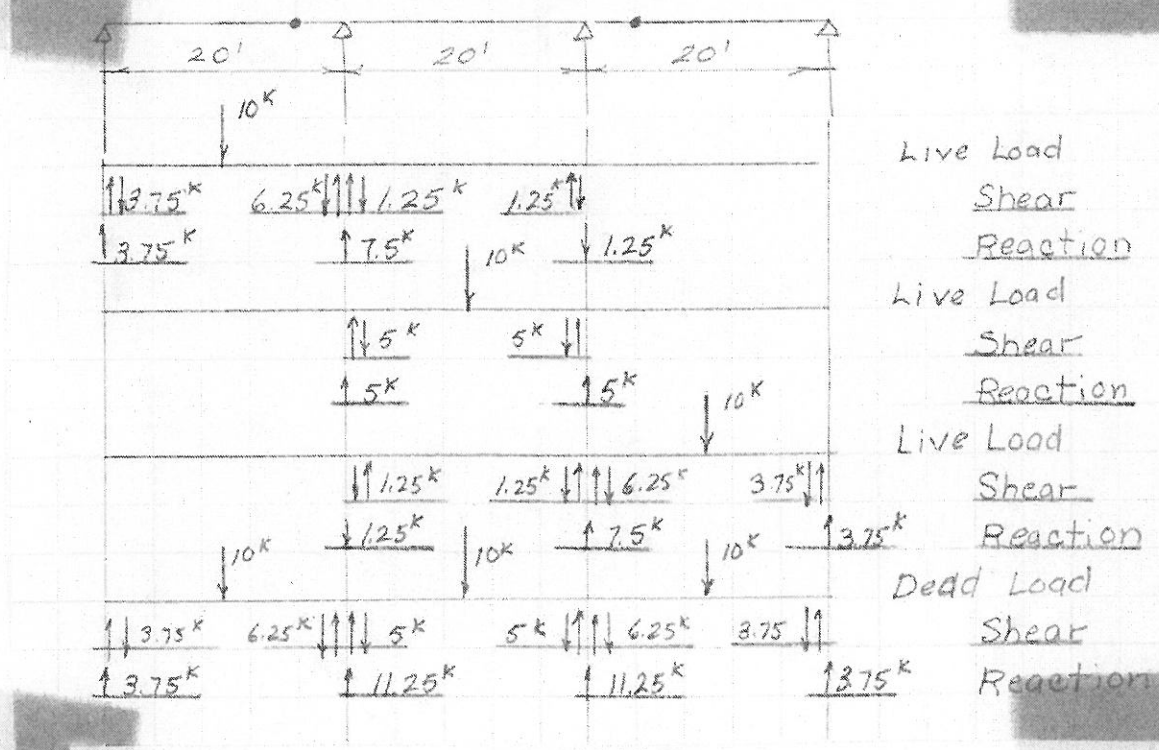 20' 20' 20'
10ᴷ
Live Load
3.75ᴷ 6.25ᴷ 1.25ᴷ 1.25ᴷ Shear
3.75ᴷ 7.5ᴷ 10ᴷ 1.25ᴷ Reaction
Live Load
5ᴷ 5ᴷ Shear
5ᴷ 5ᴷ 10ᴷ Reaction
Live Load
1.25ᴷ 1.25ᴷ 6.25ᴷ 3.75ᴷ Shear
10ᴷ 1.25ᴷ 10ᴷ 7.5ᴷ 10ᴷ 3.75ᴷ Reaction
Dead Load
3.75ᴷ 6.25ᴷ 5ᴷ 5ᴷ 6.25ᴷ 3.75 Shear
3.75ᴷ 11.25ᴷ 11.25ᴷ 3.75ᴷ Reaction